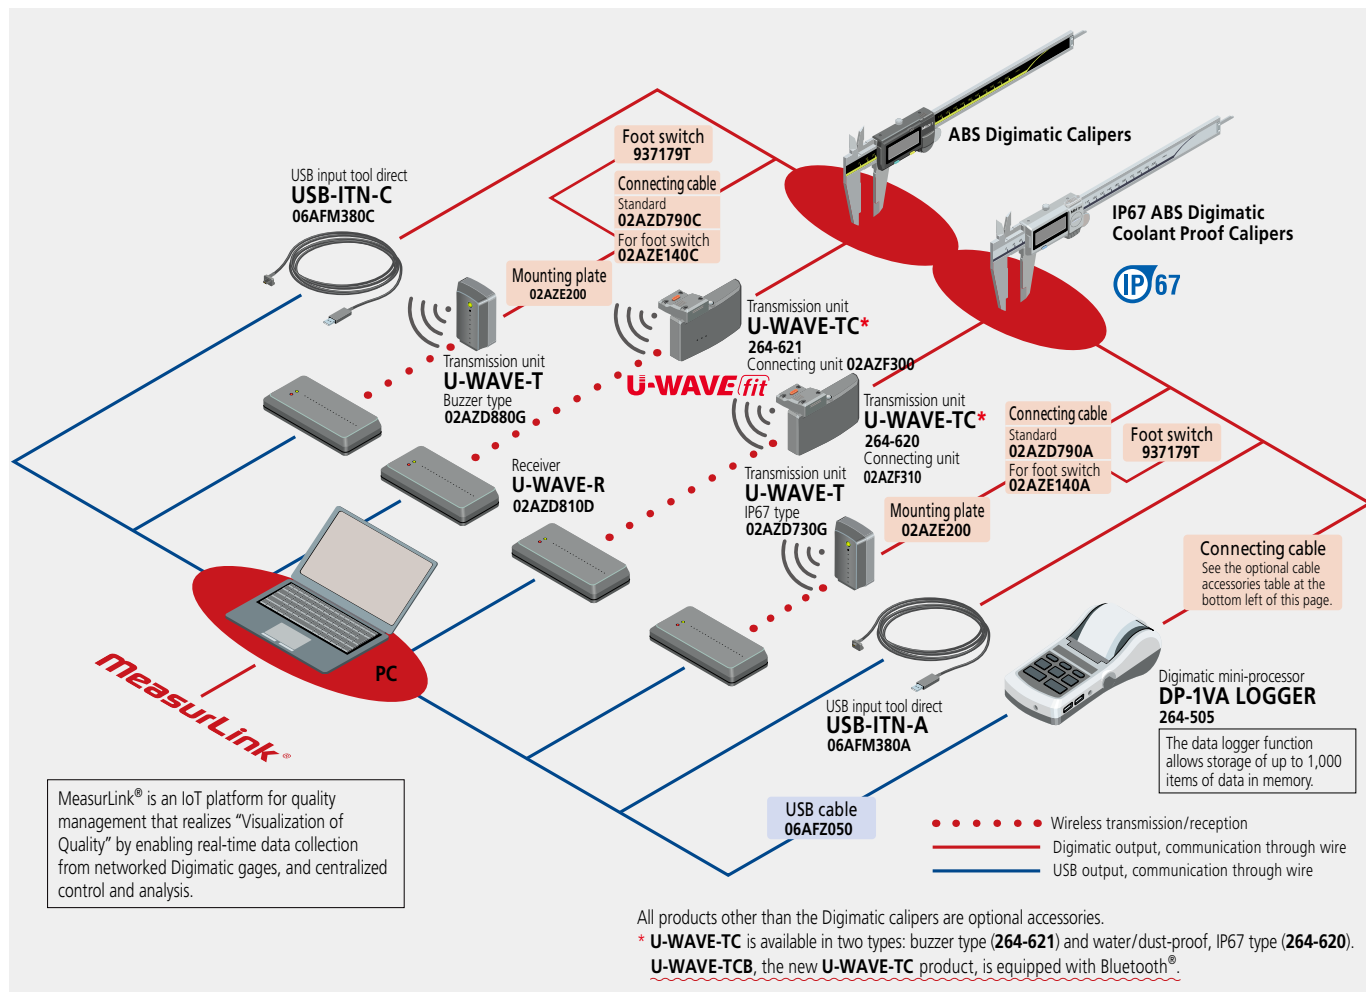 ABS Digimatic Calipers
Foot switch
937179T
Connecting cable
Standard
02AZD790C
For foot switch
02AZE140C
USB input tool direct
USB-ITN-C
06AFM380C
IP67 ABS Digimatic
Coolant Proof Calipers
IP67
Mounting plate
02AZE200
Transmission unit
U-WAVE-TC*
264-621
Connecting unit 02AZF300
Transmission unit
U-WAVE-T
Buzzer type
02AZD880G
U-WAVE fit
Transmission unit
U-WAVE-TC*
264-620
Connecting unit
02AZF310
Connecting cable
Standard
02AZD790A
For foot switch
02AZE140A
Foot switch
937179T
Receiver
U-WAVE-R
02AZD810D
Transmission unit
U-WAVE-T
IP67 type
02AZD730G
Mounting plate
02AZE200
Connecting cable
See the optional cable
accessories table at the
bottom left of this page.
PC
MeasurLink®
USB input tool direct
USB-ITN-A
06AFM380A
Digimatic mini-processor
DP-1VA LOGGER
264-505
The data logger function
allows storage of up to 1,000
items of data in memory.
MeasurLink® is an IoT platform for quality
management that realizes “Visualization of
Quality” by enabling real-time data collection
from networked Digimatic gages, and centralized
control and analysis.
USB cable
06AFZ050
Wireless transmission/reception
Digimatic output, communication through wire
USB output, communication through wire
All products other than the Digimatic calipers are optional accessories.
* U-WAVE-TC is available in two types: buzzer type (264-621) and water/dust-proof, IP67 type (264-620).
U-WAVE-TCB, the new U-WAVE-TC product, is equipped with Bluetooth®.